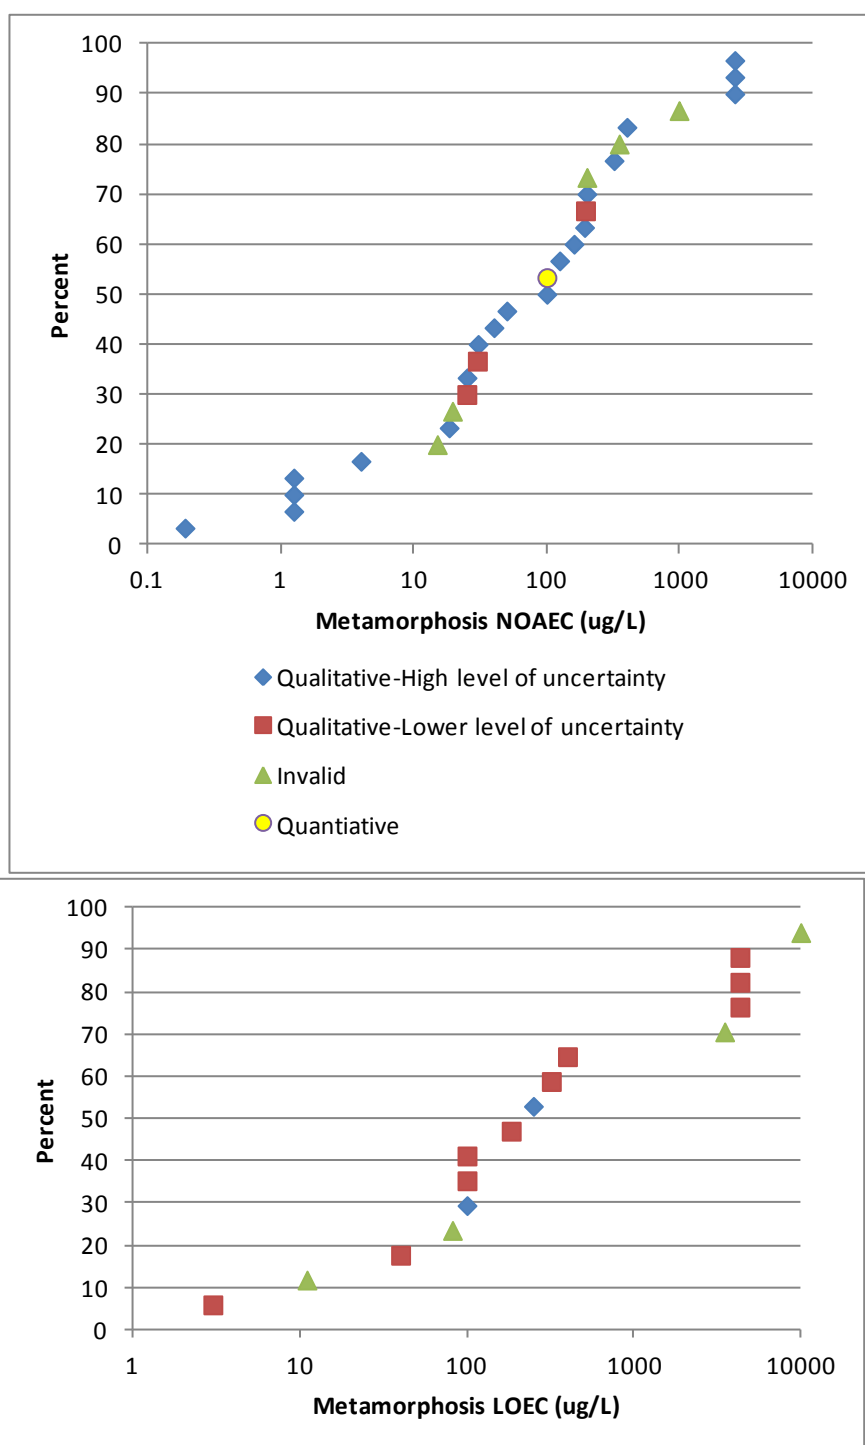 100
90
80
70
60
50
40
30
20
10
0
Percent
0.1 1 10 100 1000 10000
Metamorphosis NOAEC (ug/L)
Qualitative-High level of uncertainty
Qualitative-Lower level of uncertainty
Invalid
Quantiative
100
90
80
70
60
50
40
30
20
10
0
Percent
1 10 100 1000 10000
Metamorphosis LOEC (ug/L)